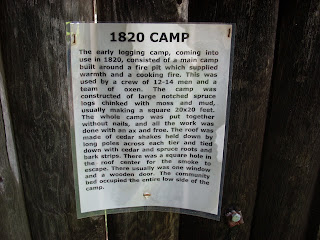 1820 CAMP
The early logging camp, coming into
use in 1820, consisted of a main camp
built around a fire pit which supplied
warmth and a cooking fire. This was
used by a crew of 12-14 men and a
team of oxen. The camp was
constructed of large notched spruce
logs chinked with moss and mud,
usually making a square 20x20 feet.
The whole camp was put together
without nails, and all the work was
done with an ax and froe. The roof was
made of cedar shakes held down by
long poles across each tier and tied
down with cedar and spruce roots and
bark strips. There was a square hole in
the roof center for the smoke to
escape. There usually was one window
and a wooden door. The community
bed occupied the entire low side of the
camp.